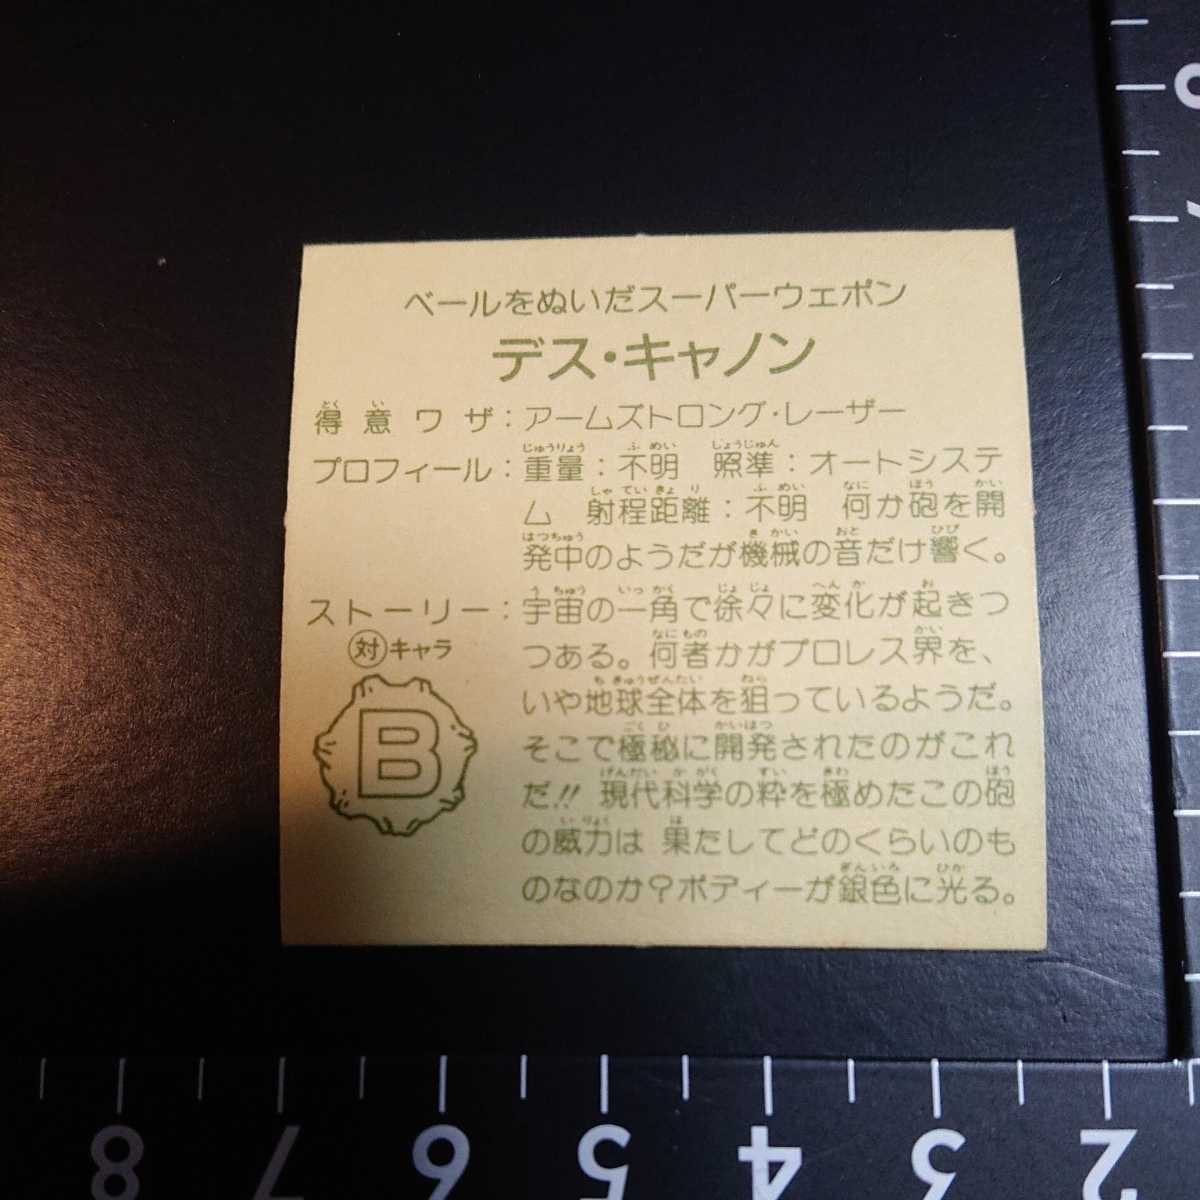 ベールをぬいだスーパーウェポン
デス・キャノン
得意ワザ：アームズトロング・レーザー
プロフィール：重量：不明　照準：オートシステ
ム　射程距離：不明　何か砲を開
発中のようだが機械の音だけ響く。
ストーリー：宇宙の一角で徐々に変化が起きつ
つある。何者かがプロレス界を、
いや地球全体を狙っているようだ。
そこで極秘に開発されたのがこれ
だ!!　現代科学の粋を極めたこの砲
の威力は　果たしてどのくらいのも
のなのか？ボディーが銀色に光る。
対キャラ
B
8 7 6 5 4 3 2